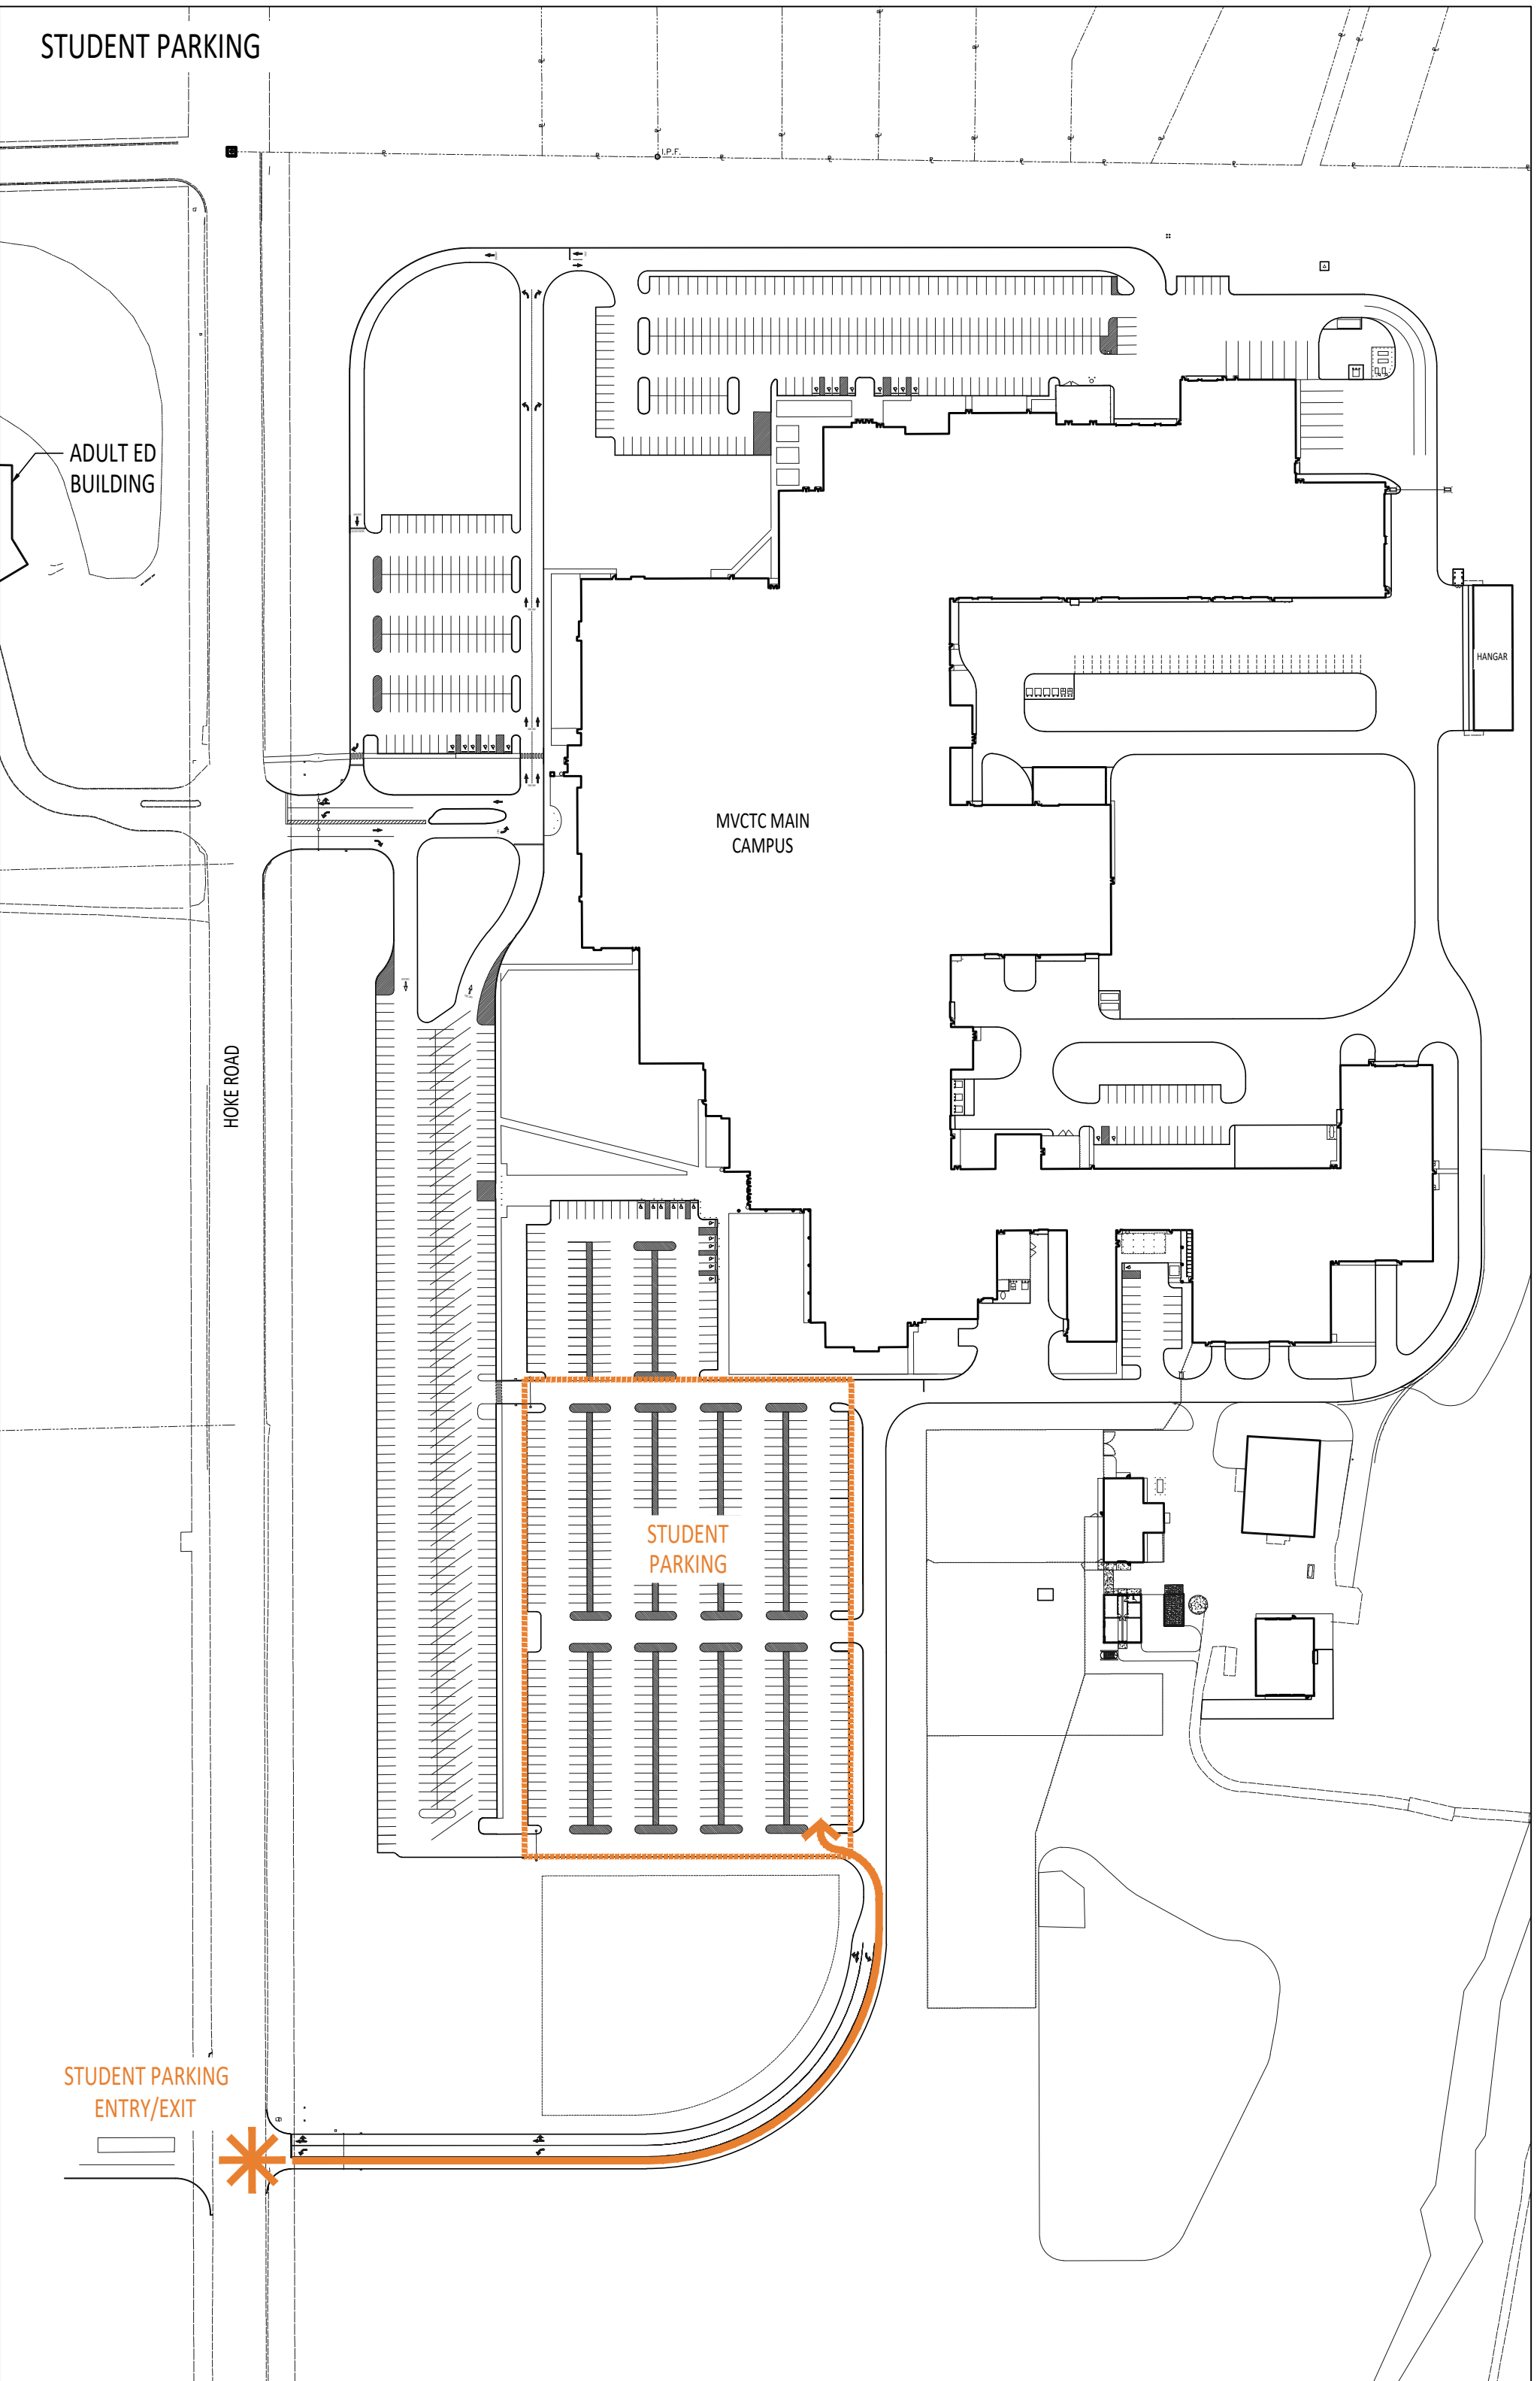 STUDENT PARKING
I.P.F.
ADULT ED
BUILDING
HANGAR
MVCTC MAIN
CAMPUS
HOKE ROAD
STUDENT
PARKING
STUDENT PARKING
ENTRY/EXIT